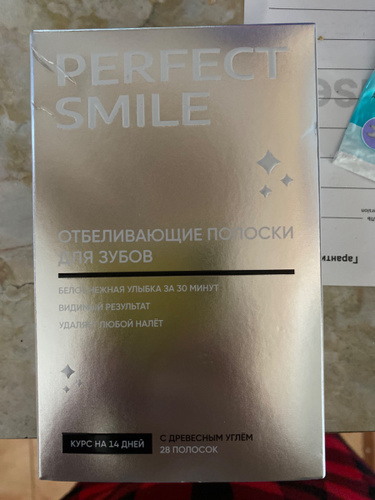 PERFECT
SMILE
ОТБЕЛИВАЮЩИЕ ПОЛОСКИ
ДЛЯ ЗУБОВ
БЕЛОСНЕЖНАЯ УЛЫБКА ЗА 30 МИНУТ
ВИДИМЫЙ РЕЗУЛЬТАТ
УДАЛЯЕТ ЛЮБОЙ НАЛЁТ
КУРС НА 14 ДНЕЙ
С ДРЕВЕСНЫМ УГЛЁМ
28 ПОЛОСОК
Гаранти